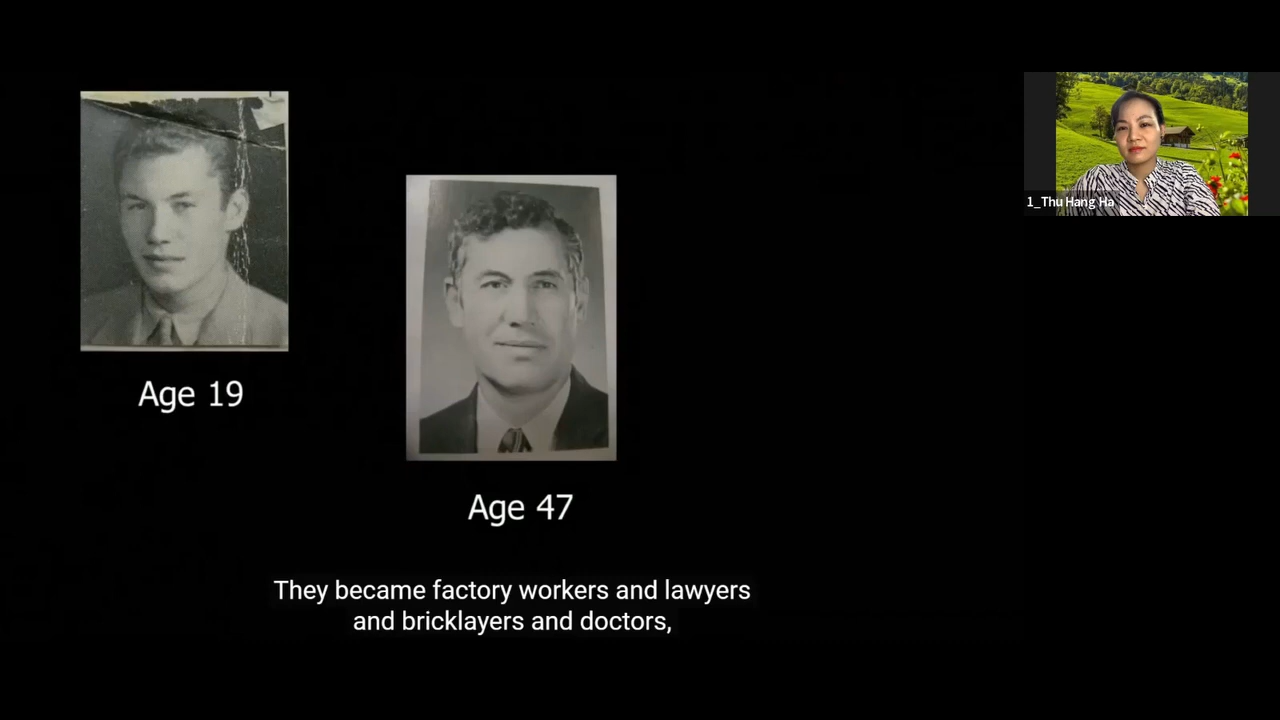 1_Thu Hang Ha
Age 19
Age 47
They became factory workers and lawyers
and bricklayers and doctors,